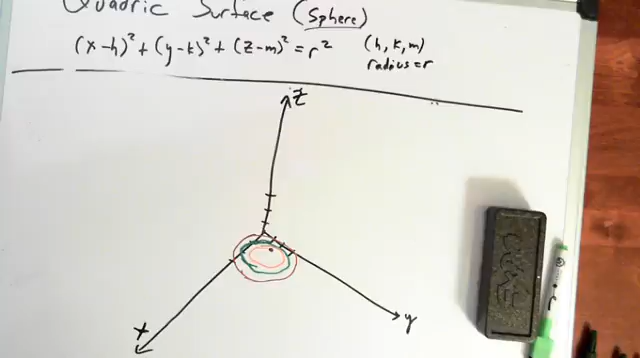 Quadric Surface (Sphere)
(x-h)² + (y-k)² + (z-m)² = r² (h, k, m)
radius = r
z
x
y